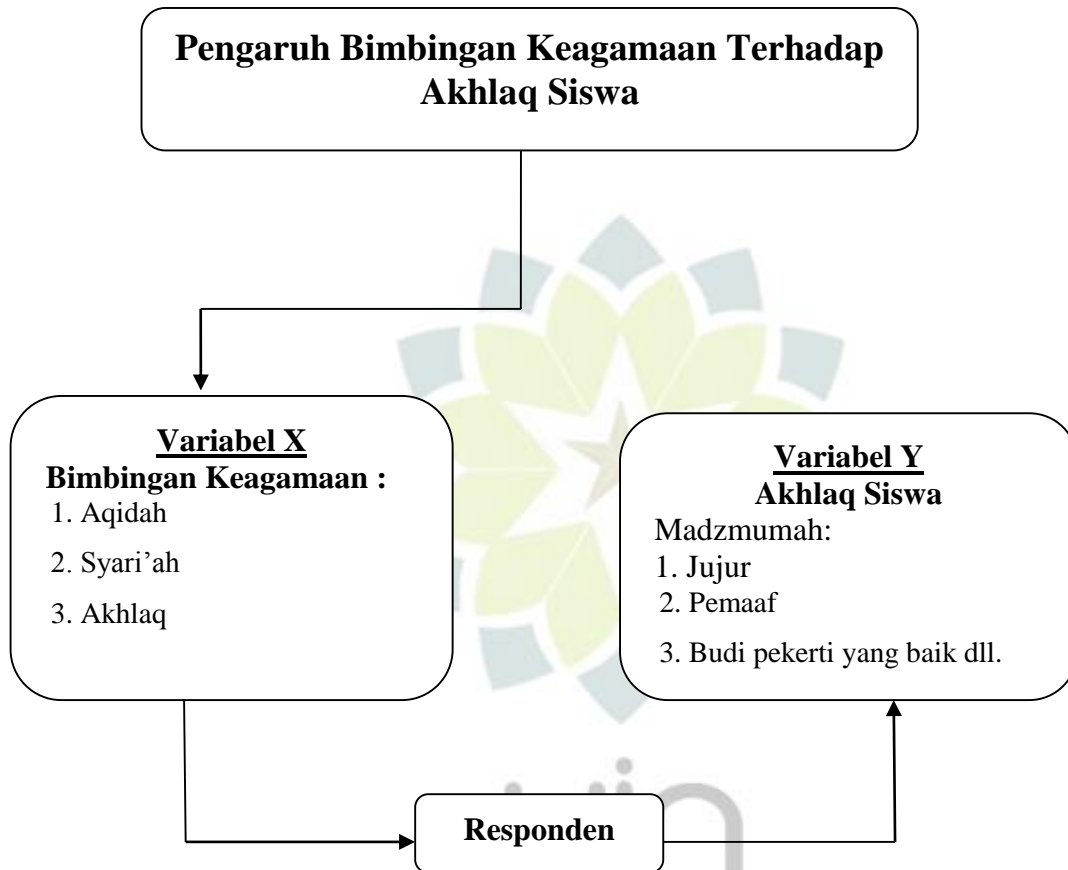 Pengaruh Bimbingan Keagamaan Terhadap
Akhlaq Siswa
Variabel X
Bimbingan Keagamaan :
1. Aqidah
2. Syari’ah
3. Akhlaq
Variabel Y
Akhlaq Siswa
Madzmumah:
1. Jujur
2. Pemaaf
3. Budi pekerti yang baik dll.
Responden